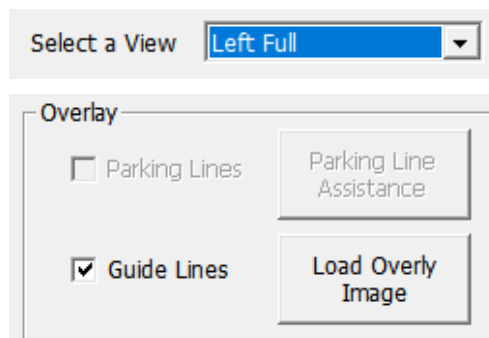 Select a View Left Full
Overlay
Parking Lines
Parking Line
Assistance
Guide Lines
Load Overly
Image